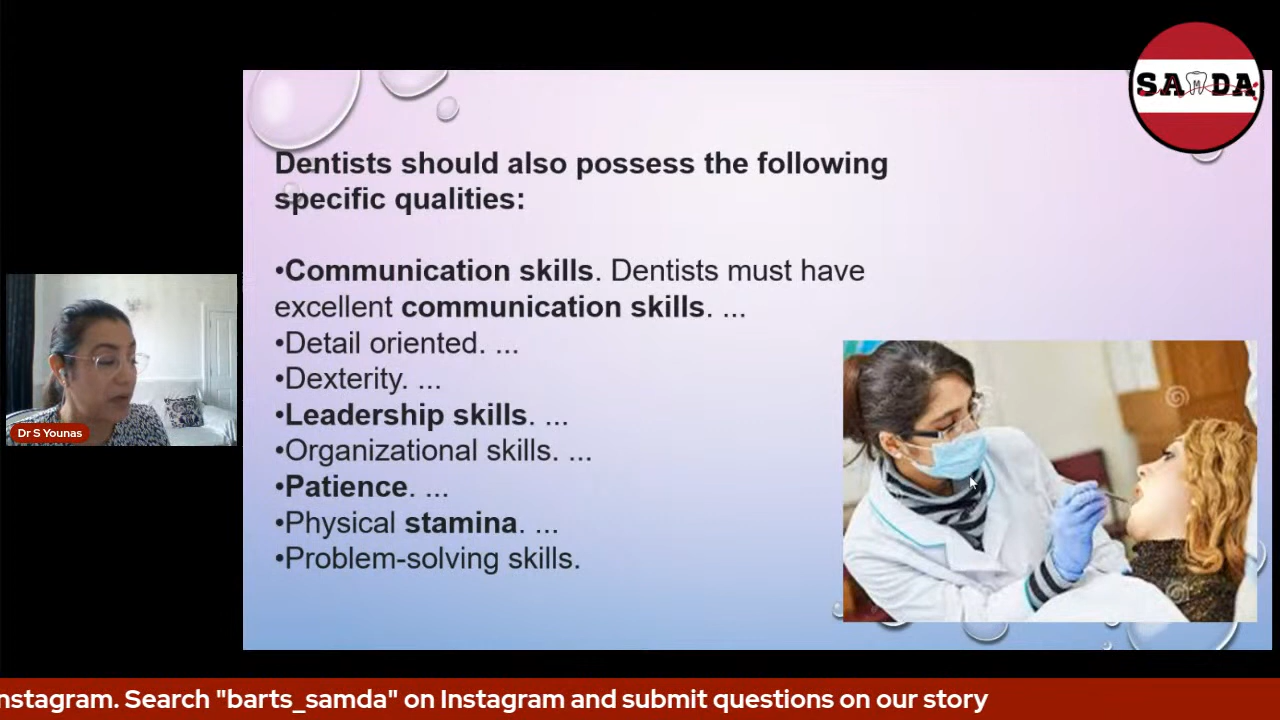 SAMDA
Dentists should also possess the following
specific qualities:
•Communication skills. Dentists must have
excellent communication skills. ...
•Detail oriented. ...
•Dexterity. ...
•Leadership skills. ...
•Organizational skills. ...
•Patience. ...
•Physical stamina. ...
•Problem-solving skills.
Dr S Younas
nstagram. Search "barts_samda" on Instagram and submit questions on our story